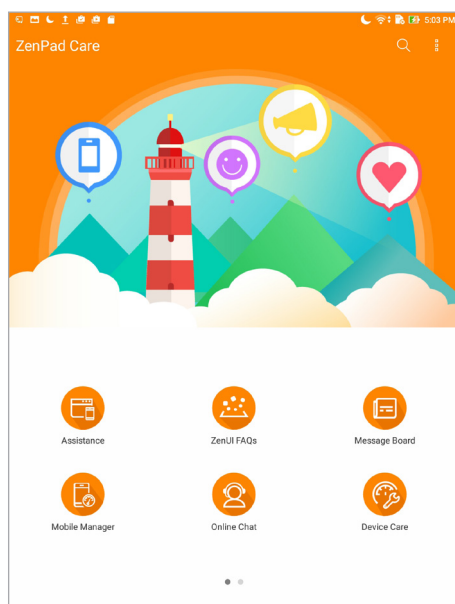 5:03 PM
ZenPad Care
Assistance
ZenUI FAQs
Message Board
Mobile Manager
Online Chat
Device Care